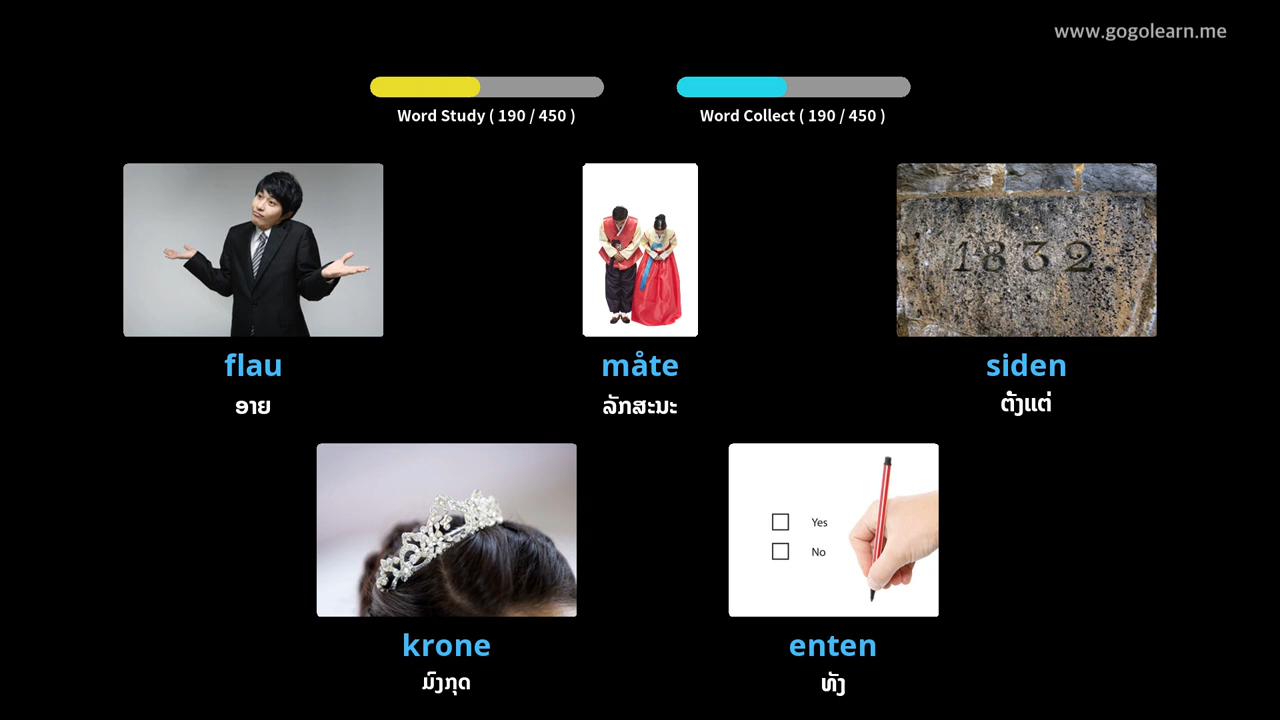 www.gogolearn.me
Word Study ( 190 / 450 )
Word Collect ( 190 / 450 )
1832.
flau
ອາຍ
måte
ລັກສະນະ
siden
ຕັ້ງແຕ່
Yes
No
krone
ມົງກຸດ
enten
ທັງ